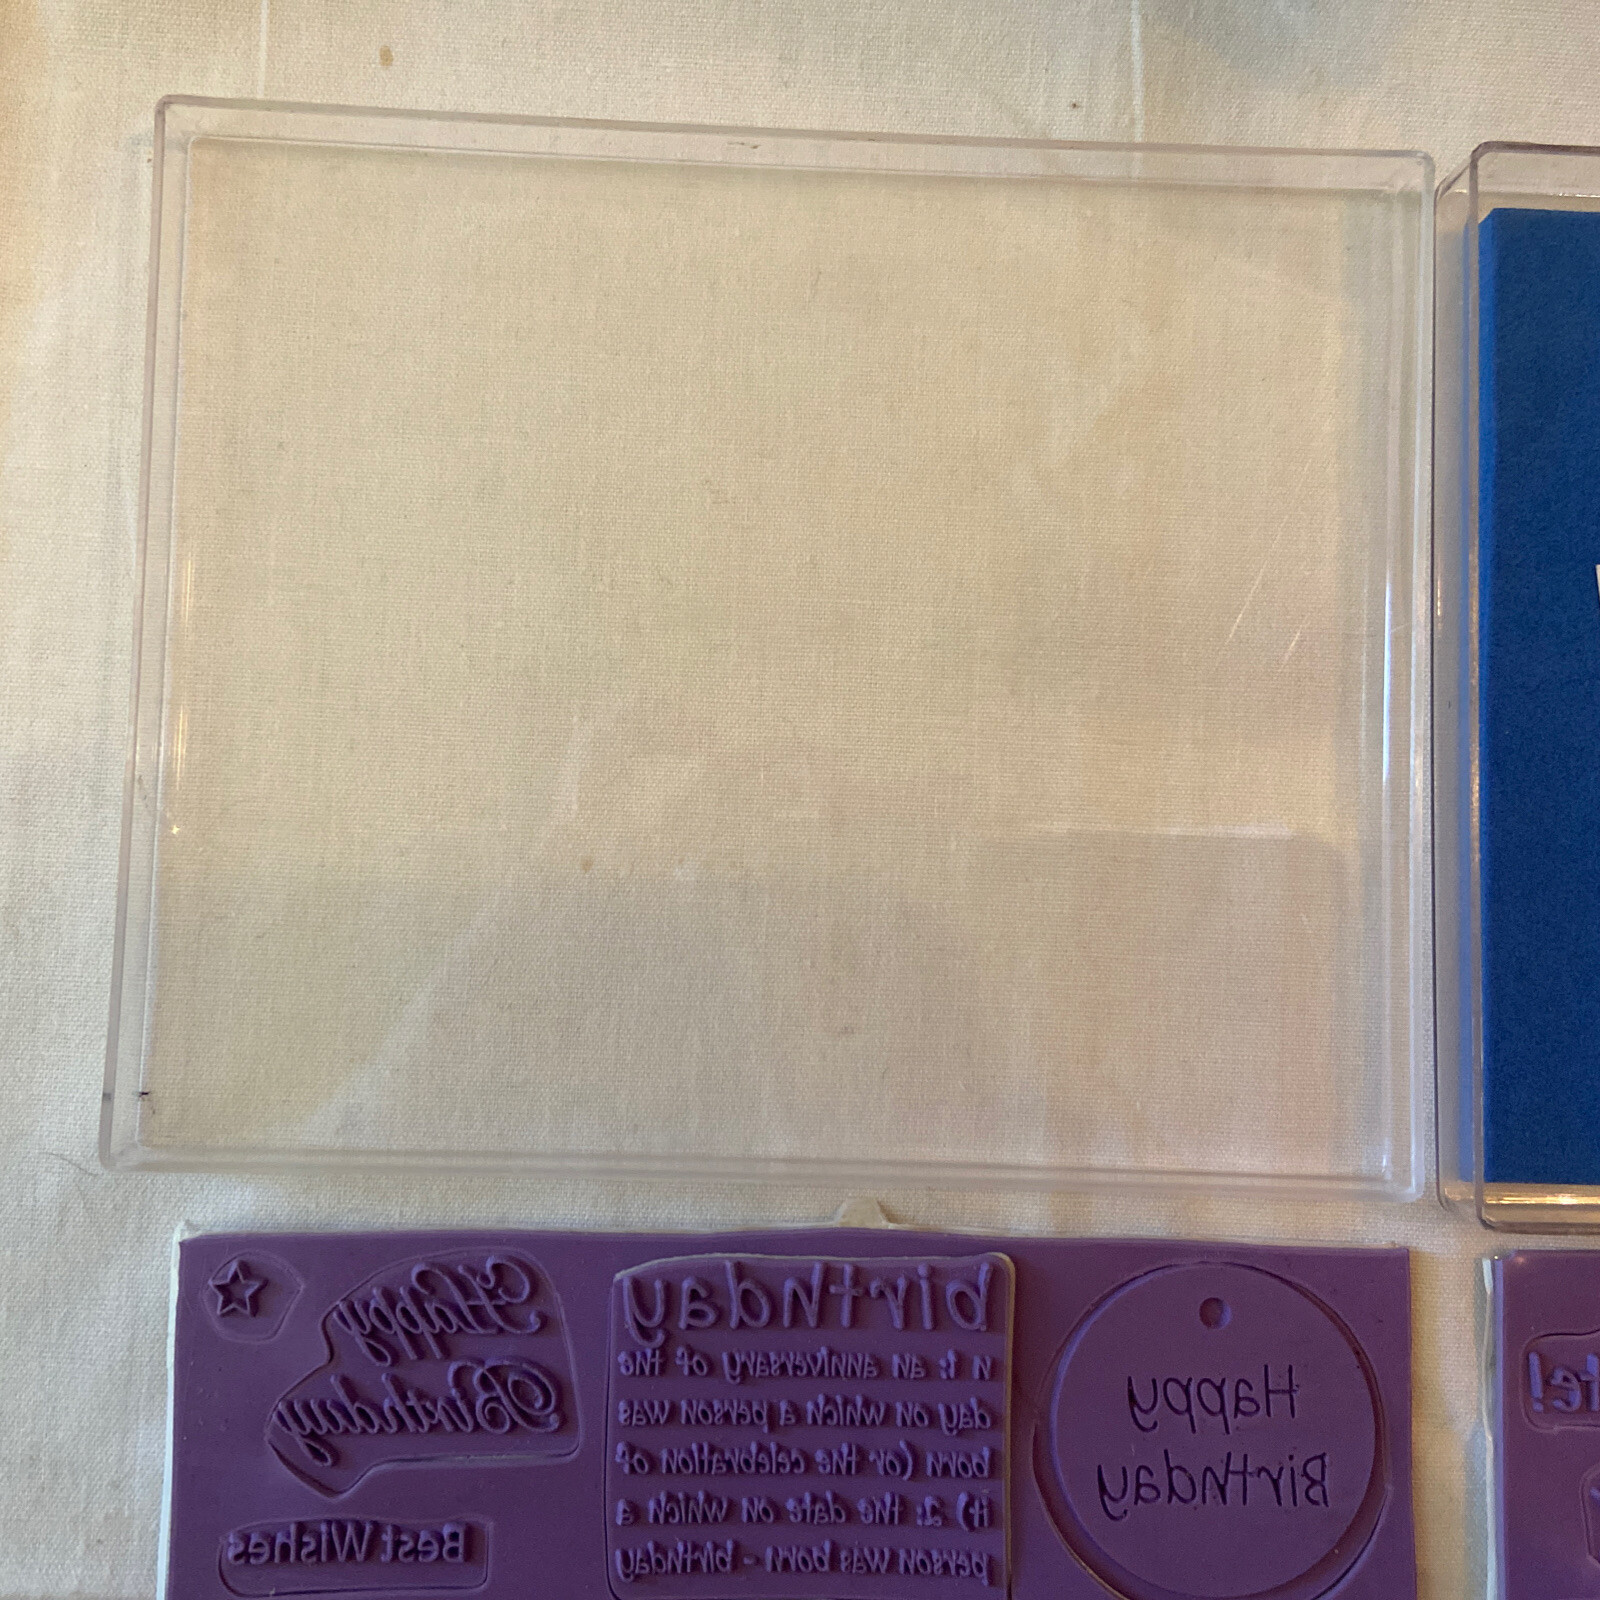 Happy
Birthday
Best Wishes
birthday
n 1: an anniversary of the
day on which a person was
born (or the celebration of
it) 2: the date on which a
person was born - birthday
Happy
Birthday